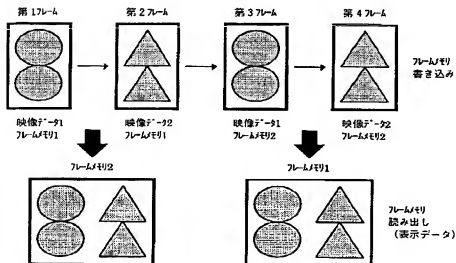 第1フレーム 第2フレーム 第3フレーム 第4フレーム
フレームメモリ
書き込み
映像データ1 映像データ2 映像データ1 映像データ2
フレームメモリ1 フレームメモリ1 フレームメモリ2 フレームメモリ2
フレームメモリ2 フレームメモリ1
フレームメモリ
読み出し
(表示データ)